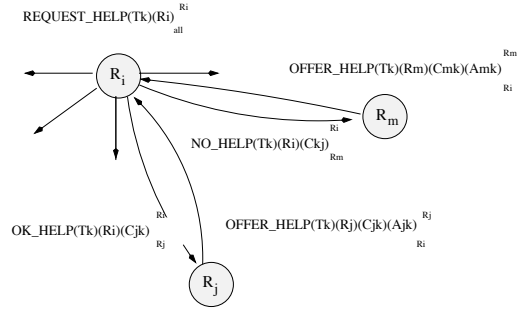 REQUEST_HELP(Tk)(Ri) Ri all
Ri
OFFER_HELP(Tk)(Rm)(Cmk)(Amk) Rm Ri
Rm
NO_HELP(Tk)(Ri)(Ckj) Ri Rm
OK_HELP(Tk)(Ri)(Cjk) Ri Rj
OFFER_HELP(Tk)(Rj)(Cjk)(Ajk) Rj Ri
Rj